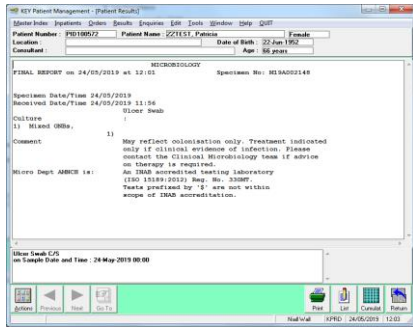 KEY Patient Management - [Patient Results]
Master Index Inpatients Orders Results Enquiries Edit Tools Window Help QUIT
Patient Number : PID100572 Patient Name : ZZTEST, Patricia Female
Location : Date of Birth : 22-Jun-1952
Consultant : Age : 66 years
MICROBIOLOGY
FINAL REPORT on 24/05/2019 at 12:01 Specimen No: M19A002148
Specimen Date/Time 24/05/2019
Received Date/Time 24/05/2019 11:56
Ulcer Swab
Culture :
1) Mixed GNBs.
1)
Comment May reflect colonisation only. Treatment indicated
only if clinical evidence of infection. Please
contact the Clinical Microbiology team if advice
on therapy is required.
Micro Dept AMNCH is: An INAB accredited testing laboratory
(ISO 15189:2012) Reg. No. 330MT.
Tests prefixed by '$' are not within
scope of INAB accreditation.
Ulcer Swab C/S
on Sample Date and Time : 24-May-2019 00:00
Actions Previous Next Go To Print List Cumulat Return
Niall Wall KPRD 24/05/2019 12:03